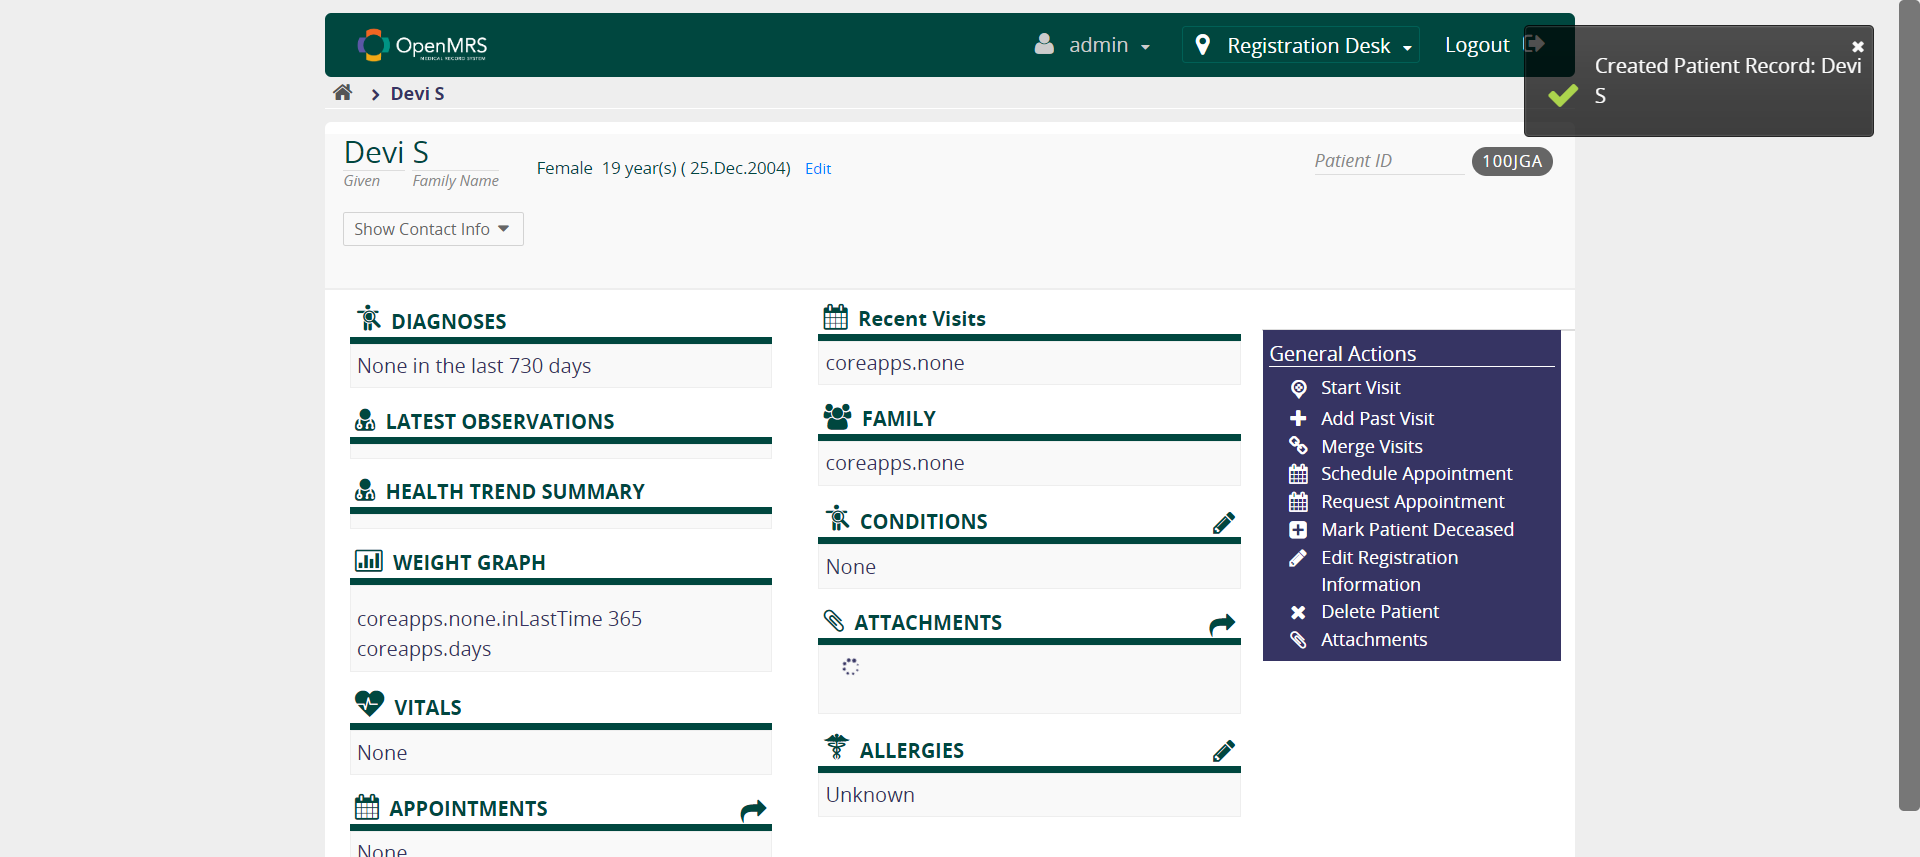 OpenMRS
MEDICAL RECORD SYSTEM
admin
Registration Desk
Logout
Created Patient Record: Devi
S
Devi S
Devi S
Given Family Name
Female 19 year(s) ( 25.Dec.2004) Edit
Patient ID
100JGA
Show Contact Info
DIAGNOSES
None in the last 730 days
LATEST OBSERVATIONS
HEALTH TREND SUMMARY
WEIGHT GRAPH
coreapps.none.inLastTime 365
coreapps.days
VITALS
None
APPOINTMENTS
None
Recent Visits
coreapps.none
FAMILY
coreapps.none
CONDITIONS
None
ATTACHMENTS
ALLERGIES
Unknown
General Actions
Start Visit
Add Past Visit
Merge Visits
Schedule Appointment
Request Appointment
Mark Patient Deceased
Edit Registration
Information
Delete Patient
Attachments